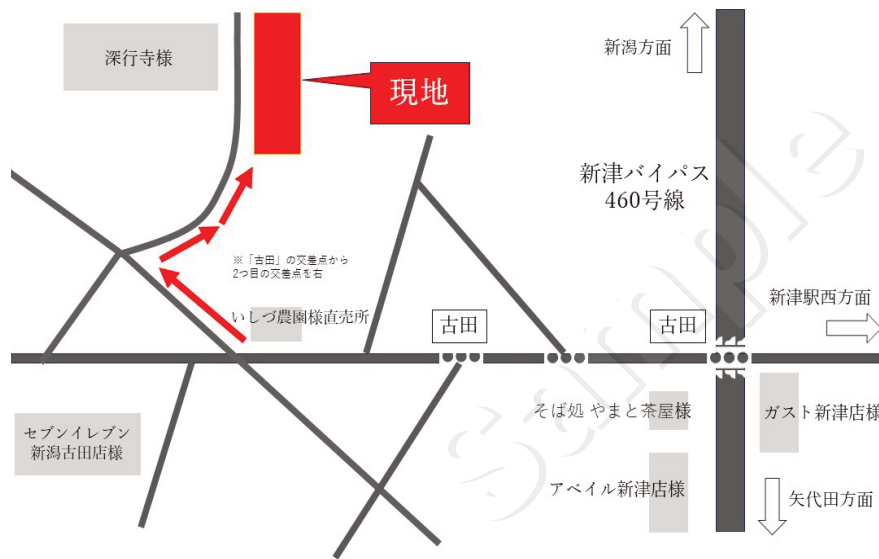 深行寺様
現地
新潟方面
新津バイパス
460号線
※「古田」の交差点から
2つ目の交差点を右
いしづ農園様直売所
古田
古田
新津駅西方面
セブンイレブン
新潟古田店様
そば処 やまと茶屋様
ガスト新津店様
アベイル新津店様
矢代田方面
Sample